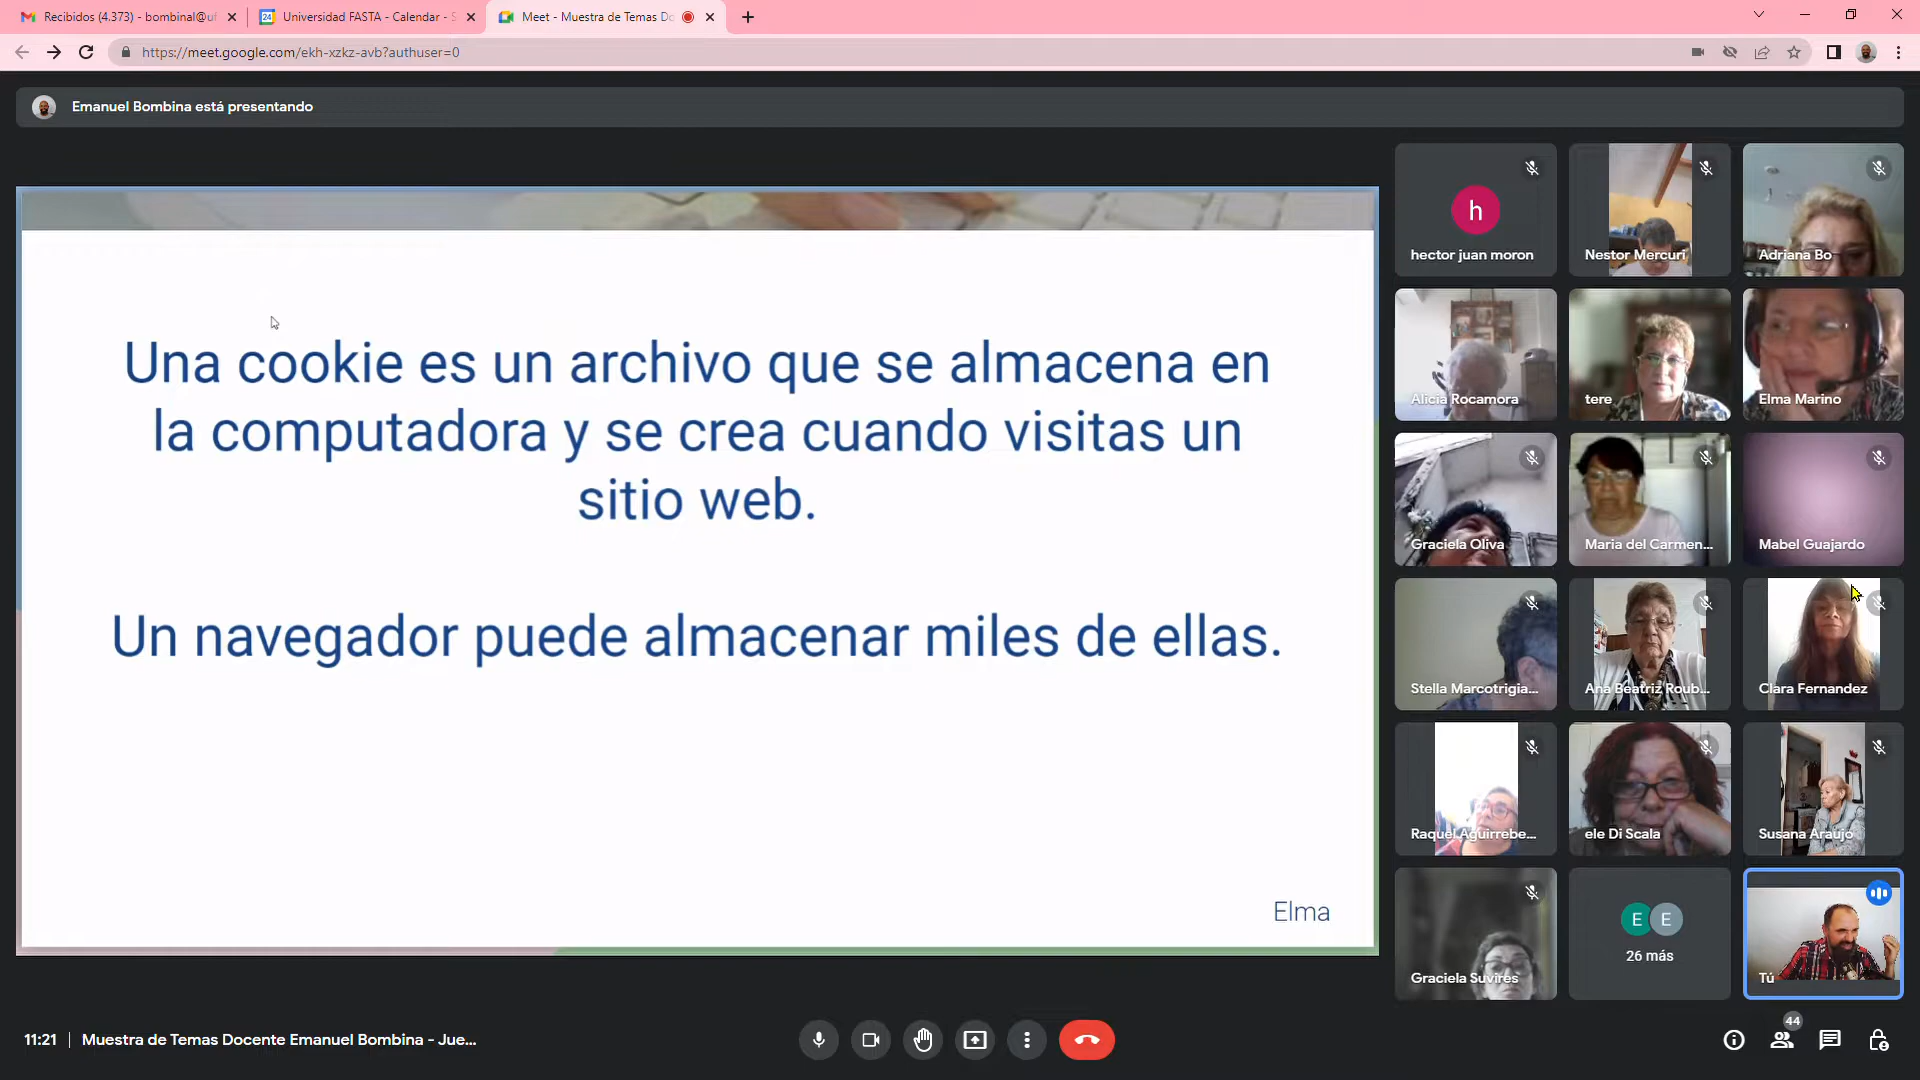 Recibidos (4.373) - bombinal@uf
Universidad FASTA - Calendar - S
Meet - Muestra de Temas Do
https://meet.google.com/ekh-xzkz-avb?authuser=0
Emanuel Bombina está presentando
Una cookie es un archivo que se almacena en
la computadora y se crea cuando visitas un
sitio web.
Un navegador puede almacenar miles de ellas.
Elma
h
hector juan moron
Nestor Mercuri
Adriana Bo
Alicia Rocamora
tere
Elma Marino
Graciela Oliva
Maria del Carmen...
Mabel Guajardo
Stella Marcotrigia...
Ana Beatriz Roub...
Clara Fernandez
Raquel Aguirrebe...
ele Di Scala
Susana Araujo
Graciela Suvires
E E
26 más
Tú
11:21 | Muestra de Temas Docente Emanuel Bombina - Jue...
44